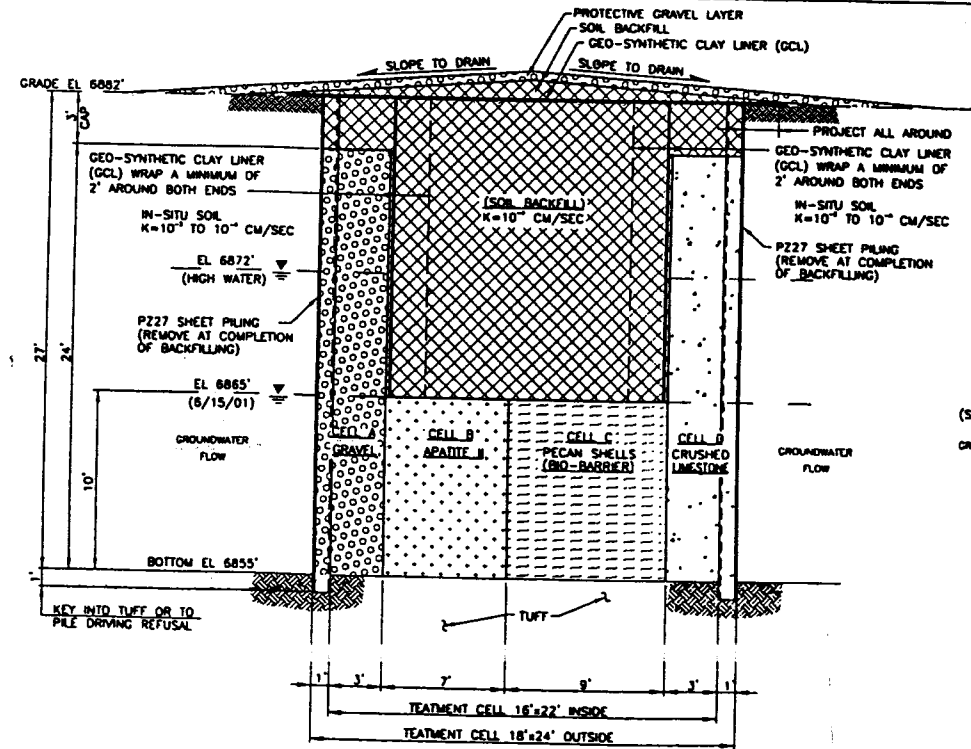 PROTECTIVE GRAVEL LAYER
SOIL BACKFILL
GEO-SYNTHETIC CLAY LINER (GCL)
SLOPE TO DRAIN
SLOPE TO DRAIN
GRADE EL 6882'
3' CAP
PROJECT ALL AROUND
GEO-SYNTHETIC CLAY LINER
(GCL) WRAP A MINIMUM OF
2' AROUND BOTH ENDS
GEO-SYNTHETIC CLAY LINER
(GCL) WRAP A MINIMUM OF
2' AROUND BOTH ENDS
(SOIL BACKFILL)
IN-SITU SOIL
IN-SITU SOIL
EL 6872'
(HIGH WATER)
PZ27 SHEET PILING
(REMOVE AT COMPLETION
OF BACKFILLING)
PZ27 SHEET PILING
(REMOVE AT COMPLETION
OF BACKFILLING)
27'
24'
EL 6865'
(6/15/01)
CELL A
GRAVEL
CELL B
APATITE II
CELL C
PECAN SHELLS
(BIO-BARRIER)
CELL D
CRUSHED
LIMESTONE
GROUNDWATER
FLOW
GROUNDWATER
FLOW
10'
BOTTOM EL 6855'
1'
KEY INTO TUFF OR TO
PILE DRIVING REFUSAL
TUFF
1' 3' 7' 9' 3' 1'
TEATMENT CELL 16'x22' INSIDE
TEATMENT CELL 18'x24' OUTSIDE